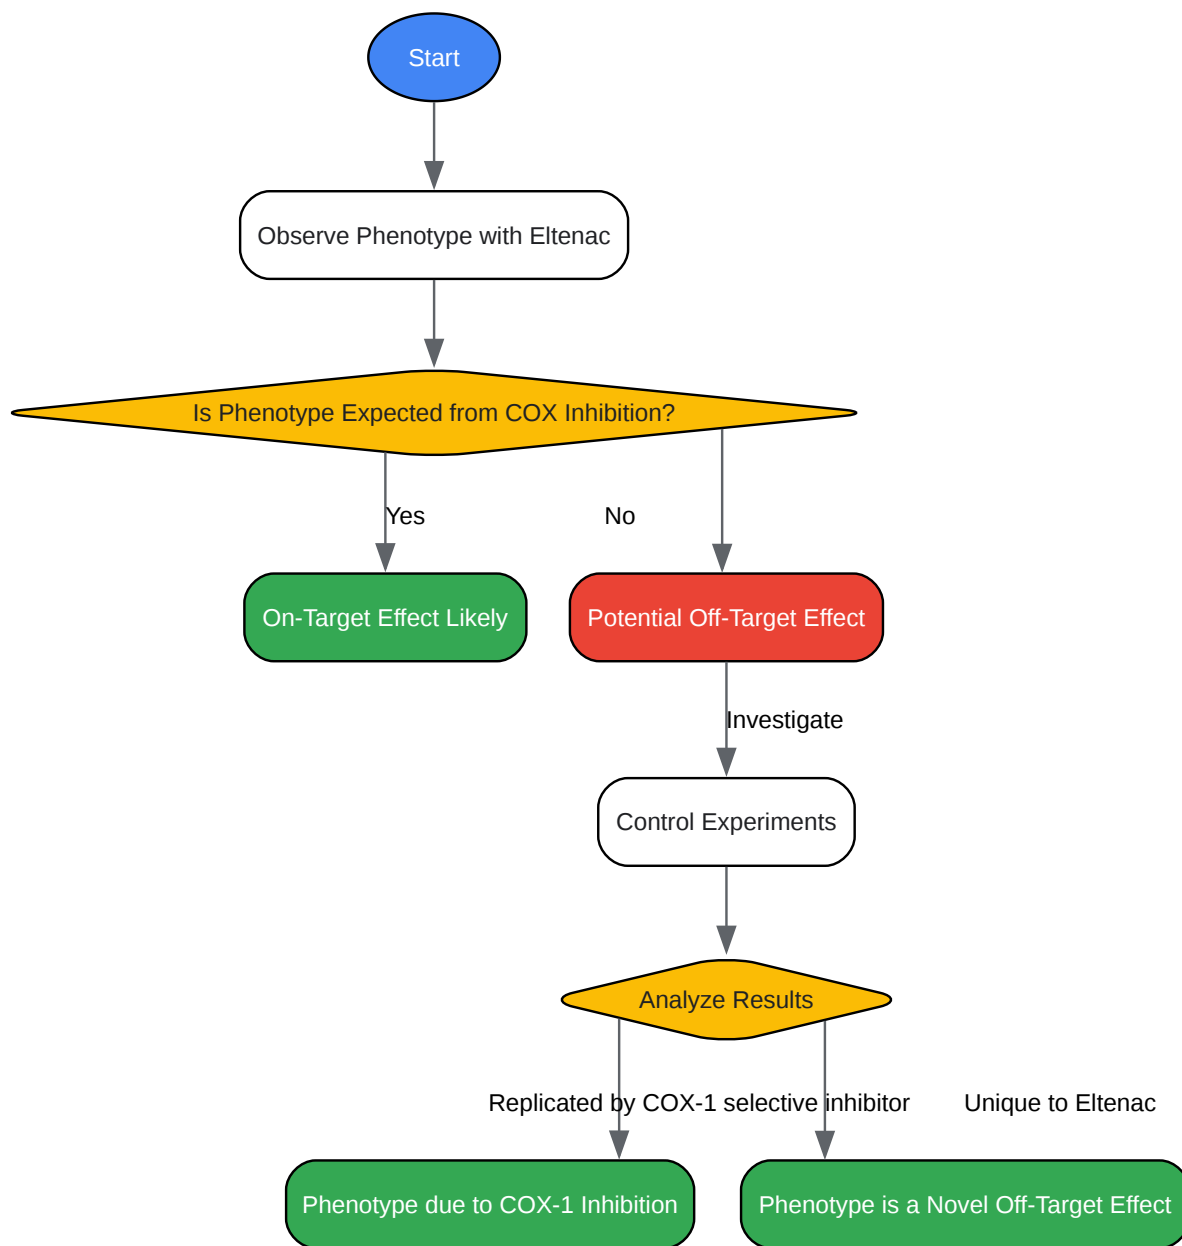 Start
Observe Phenotype with Eltenac
Is Phenotype Expected from COX Inhibition?
Yes
No
On-Target Effect Likely
Potential Off-Target Effect
Investigate
Control Experiments
Analyze Results
Replicated by COX-1 selective inhibitor
Unique to Eltenac
Phenotype due to COX-1 Inhibition
Phenotype is a Novel Off-Target Effect